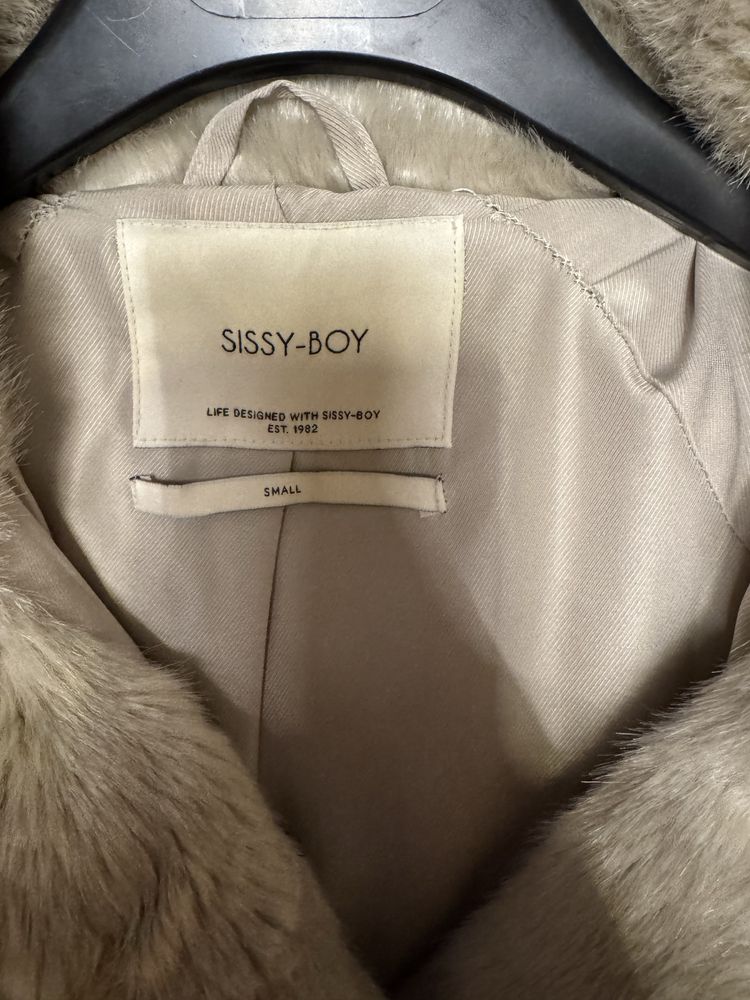 SISSY-BOY
LIFE DESIGNED WITH SISSY-BOY
EST. 1982
SMALL